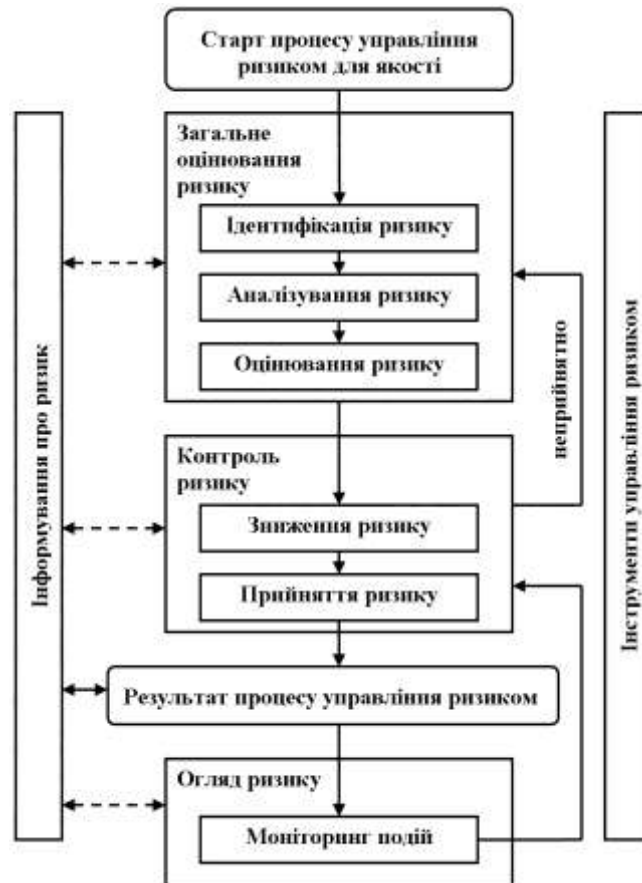 Старт процесу управління
ризиком для якості
Загальне
оцінювання
ризику
Ідентифікація ризику
Аналізування ризику
Оцінювання ризику
неприйнятно
Контроль
ризику
Зниження ризику
Прийняття ризику
Результат процесу управління ризиком
Огляд ризику
Моніторинг подій
Інформування про ризик
Інструменти управління ризиком